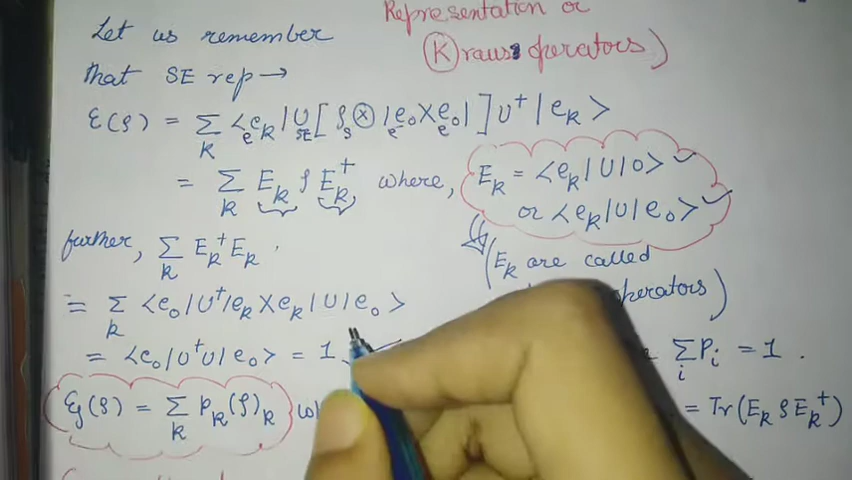 Representation or
Kraus operators)
Let us remember
that SE rep →
ε(ρ) = Σ_k <e_k|U[ρ_s ⊗ |e_0><e_0|]U†|e_k>
= Σ_k E_k ρ E_k† where, E_k = <e_k|U|0> ✓
or <e_k|U|e_0> ✓
further, Σ_k E_k† E_k
(E_k are called
operators)
= Σ_k <e_0|U†|e_k><e_k|U|e_0>
= <e_0|U†U|e_0> = 1
Σ_i P_i = 1.
ε(ρ) = Σ_k P_k(ρ)_k
= Tr(E_k ρ E_k†)